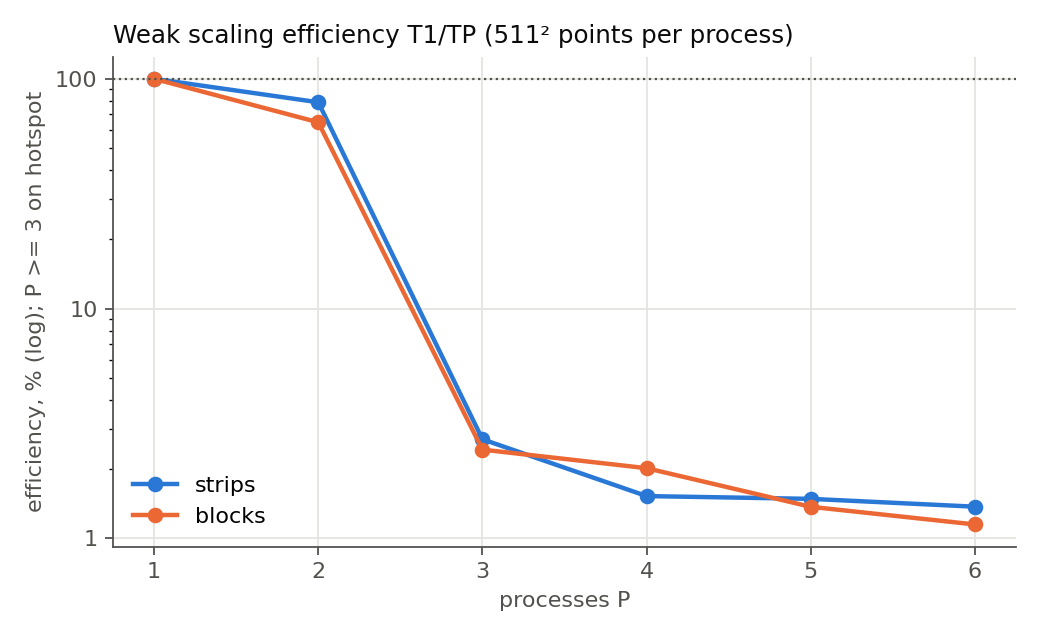 Weak scaling efficiency T1/TP (511² points per process)
efficiency, % (log); P >= 3 on hotspot
100
10
1
strips
blocks
1 2 3 4 5 6
processes P